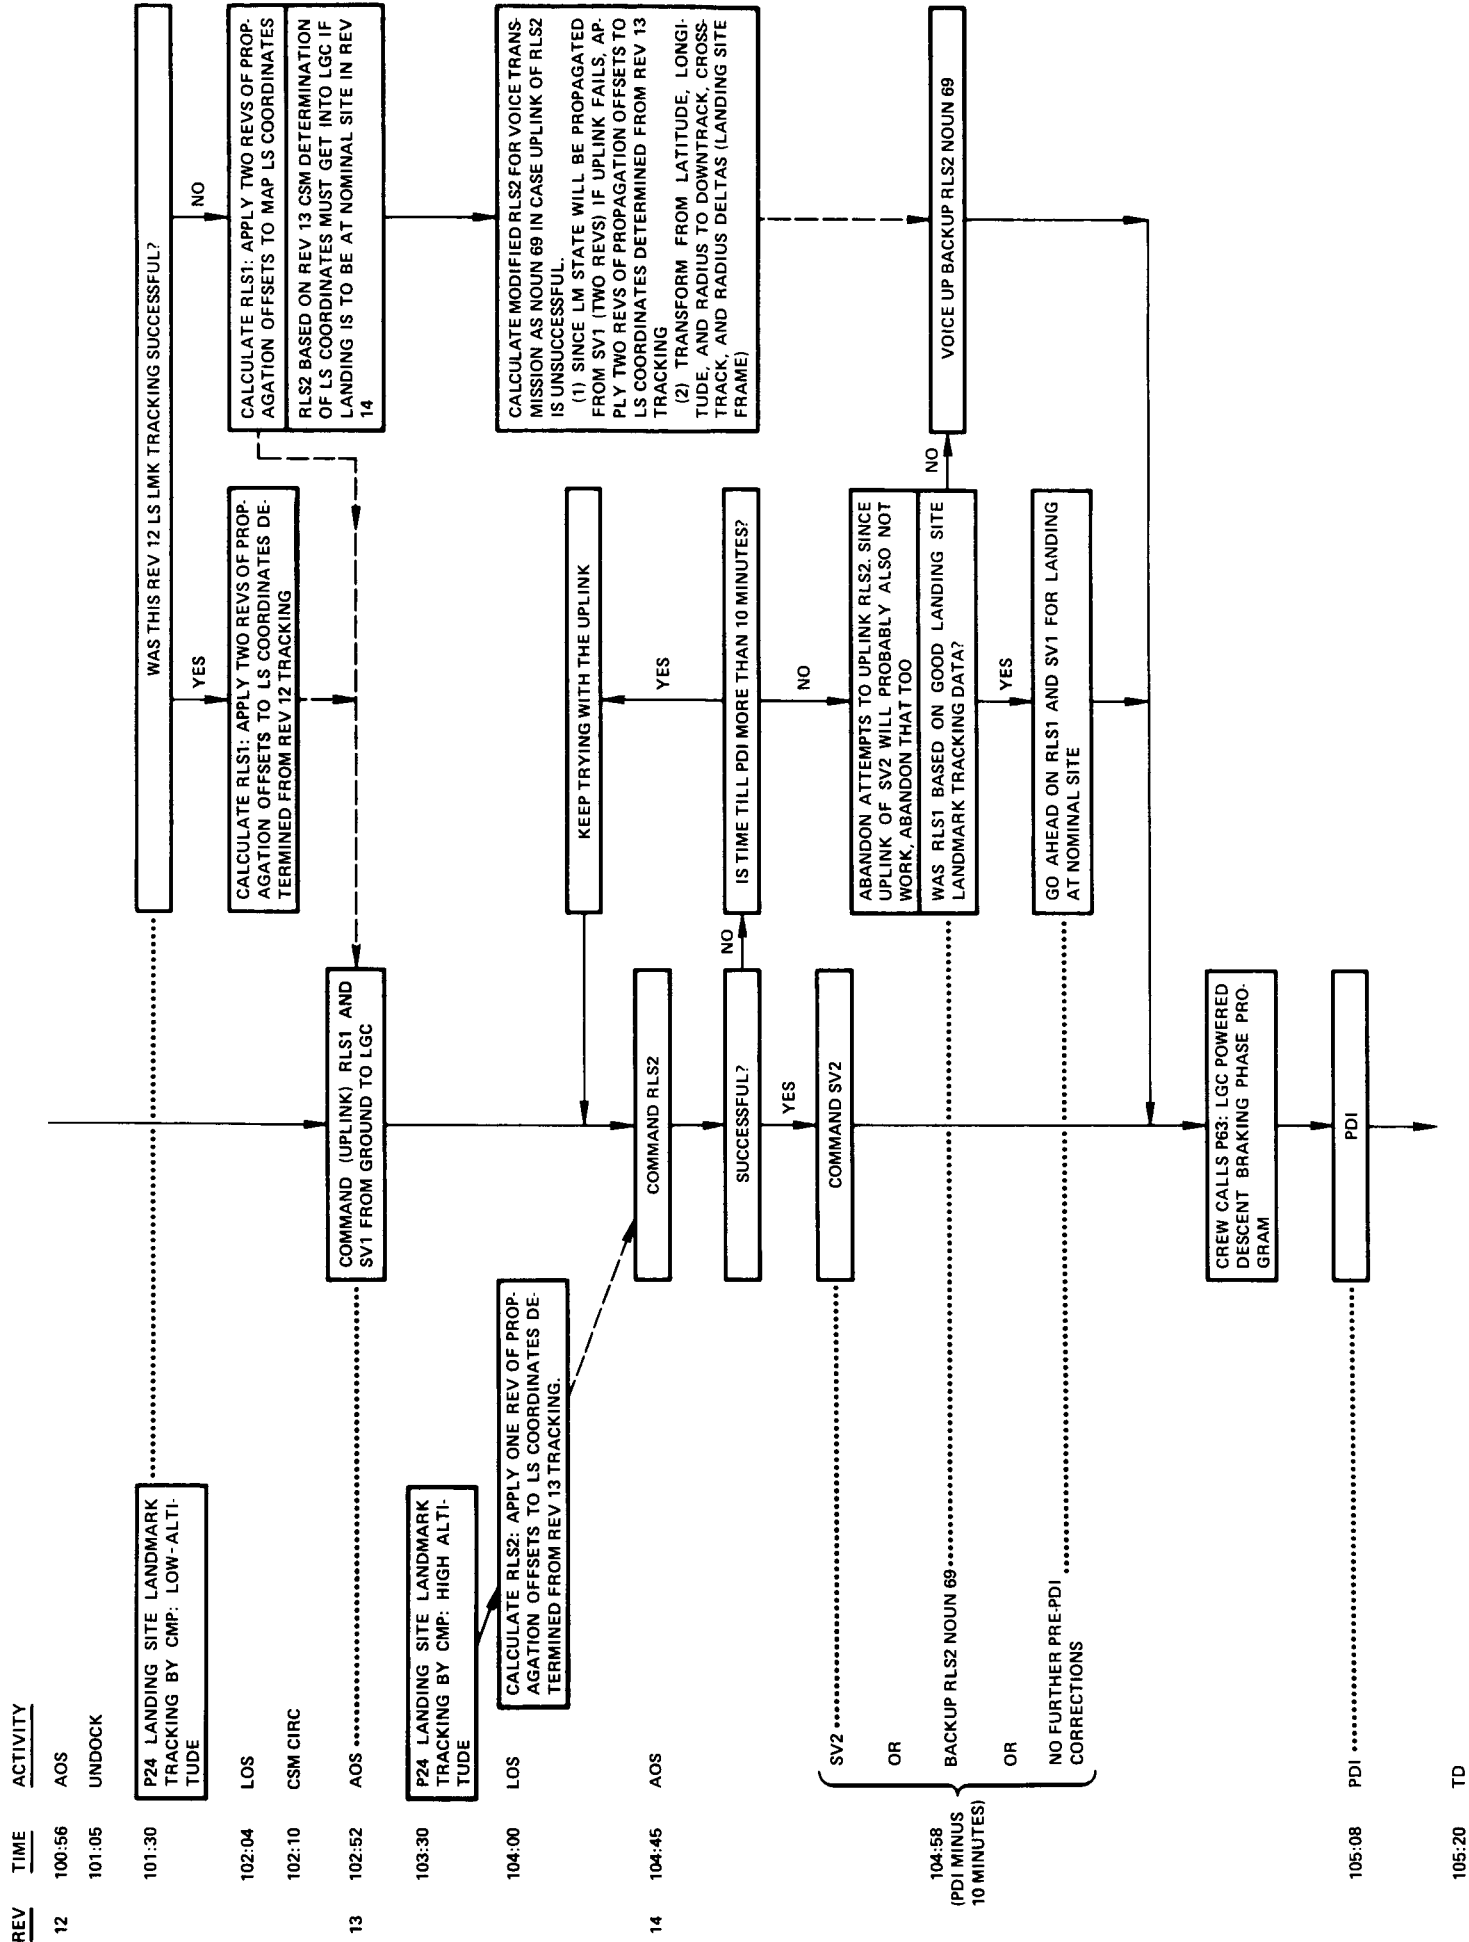 REV TIME ACTIVITY
12 100:56 AOS
101:05 UNDOCK
101:30
P24 LANDING SITE LANDMARK
TRACKING BY CMP: LOW-ALTI-
TUDE
WAS THIS REV 12 LS LMK TRACKING SUCCESSFUL?
YES
NO
102:04 LOS
CALCULATE RLS1: APPLY TWO REVS OF PROP-
AGATION OFFSETS TO LS COORDINATES DE-
TERMINED FROM REV 12 TRACKING
CALCULATE RLS1: APPLY TWO REVS OF PROP-
AGATION OFFSETS TO MAP LS COORDINATES
RLS2 BASED ON REV 13 CSM DETERMINATION
OF LS COORDINATES MUST GET INTO LGC IF
LANDING IS TO BE AT NOMINAL SITE IN REV
14
102:10 CSM CIRC
13 102:52 AOS
COMMAND (UPLINK) RLS1 AND
SV1 FROM GROUND TO LGC
103:30
P24 LANDING SITE LANDMARK
TRACKING BY CMP: HIGH ALTI-
TUDE
104:00 LOS
CALCULATE RLS2: APPLY ONE REV OF PROP-
AGATION OFFSETS TO LS COORDINATES DE-
TERMINED FROM REV 13 TRACKING.
CALCULATE MODIFIED RLS2 FOR VOICE TRANS-
MISSION AS NOUN 69 IN CASE UPLINK OF RLS2
IS UNSUCCESSFUL.
(1) SINCE LM STATE WILL BE PROPAGATED
FROM SV1 (TWO REVS) IF UPLINK FAILS, AP-
PLY TWO REVS OF PROPAGATION OFFSETS TO
LS COORDINATES DETERMINED FROM REV 13
TRACKING
(2) TRANSFORM FROM LATITUDE, LONGI-
TUDE, AND RADIUS TO DOWNTRACK, CROSS-
TRACK, AND RADIUS DELTAS (LANDING SITE
FRAME)
KEEP TRYING WITH THE UPLINK
14 104:45 AOS
COMMAND RLS2
YES
SUCCESSFUL?
NO
IS TIME TILL PDI MORE THAN 10 MINUTES?
YES
NO
SV2
COMMAND SV2
OR
ABANDON ATTEMPTS TO UPLINK RLS2. SINCE
UPLINK OF SV2 WILL PROBABLY ALSO NOT
WORK, ABANDON THAT TOO
104:58
(PDI MINUS
10 MINUTES)
BACKUP RLS2 NOUN 69
WAS RLS1 BASED ON GOOD LANDING SITE
LANDMARK TRACKING DATA?
NO
VOICE UP BACKUP RLS2 NOUN 69
OR
YES
NO FURTHER PRE-PDI
CORRECTIONS
GO AHEAD ON RLS1 AND SV1 FOR LANDING
AT NOMINAL SITE
CREW CALLS P63: LGC POWERED
DESCENT BRAKING PHASE PRO-
GRAM
105:08 PDI
PDI
105:20 TD